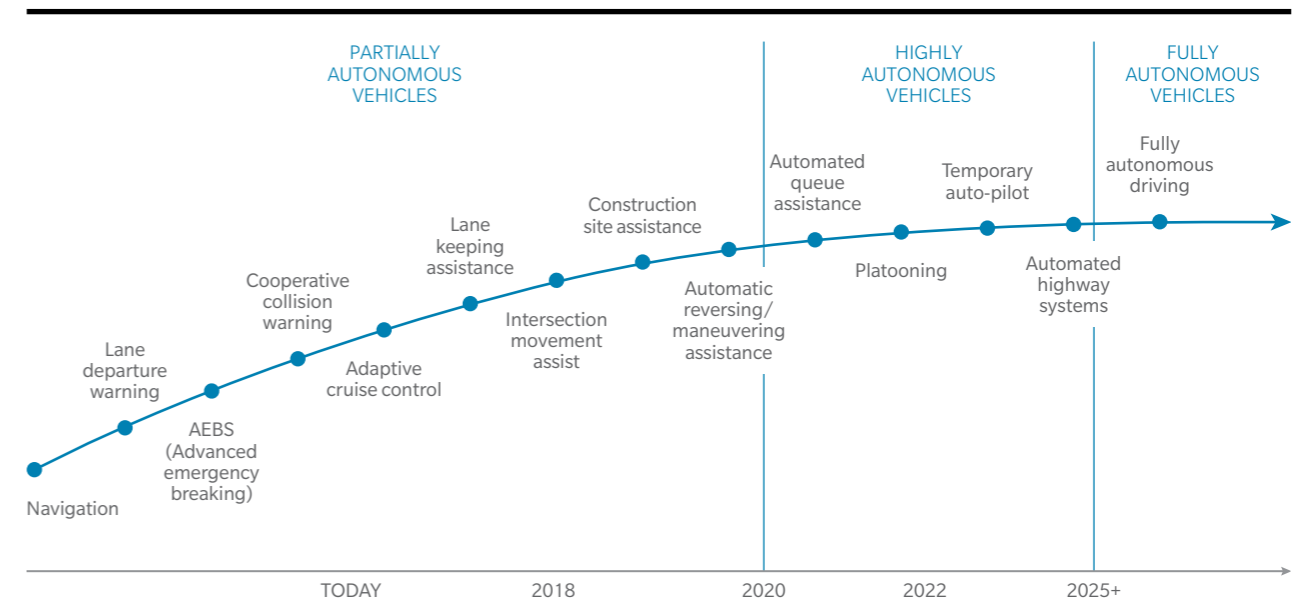 PARTIALLY
AUTONOMOUS
VEHICLES
HIGHLY
AUTONOMOUS
VEHICLES
FULLY
AUTONOMOUS
VEHICLES
Navigation
Lane
departure
warning
AEBS
(Advanced
emergency
breaking)
Cooperative
collision
warning
Adaptive
cruise control
Lane
keeping
assistance
Intersection
movement
assist
Construction
site assistance
Automatic
reversing/
maneuvering
assistance
Automated
queue
assistance
Platooning
Temporary
auto-pilot
Automated
highway
systems
Fully
autonomous
driving
TODAY
2018
2020
2022
2025+